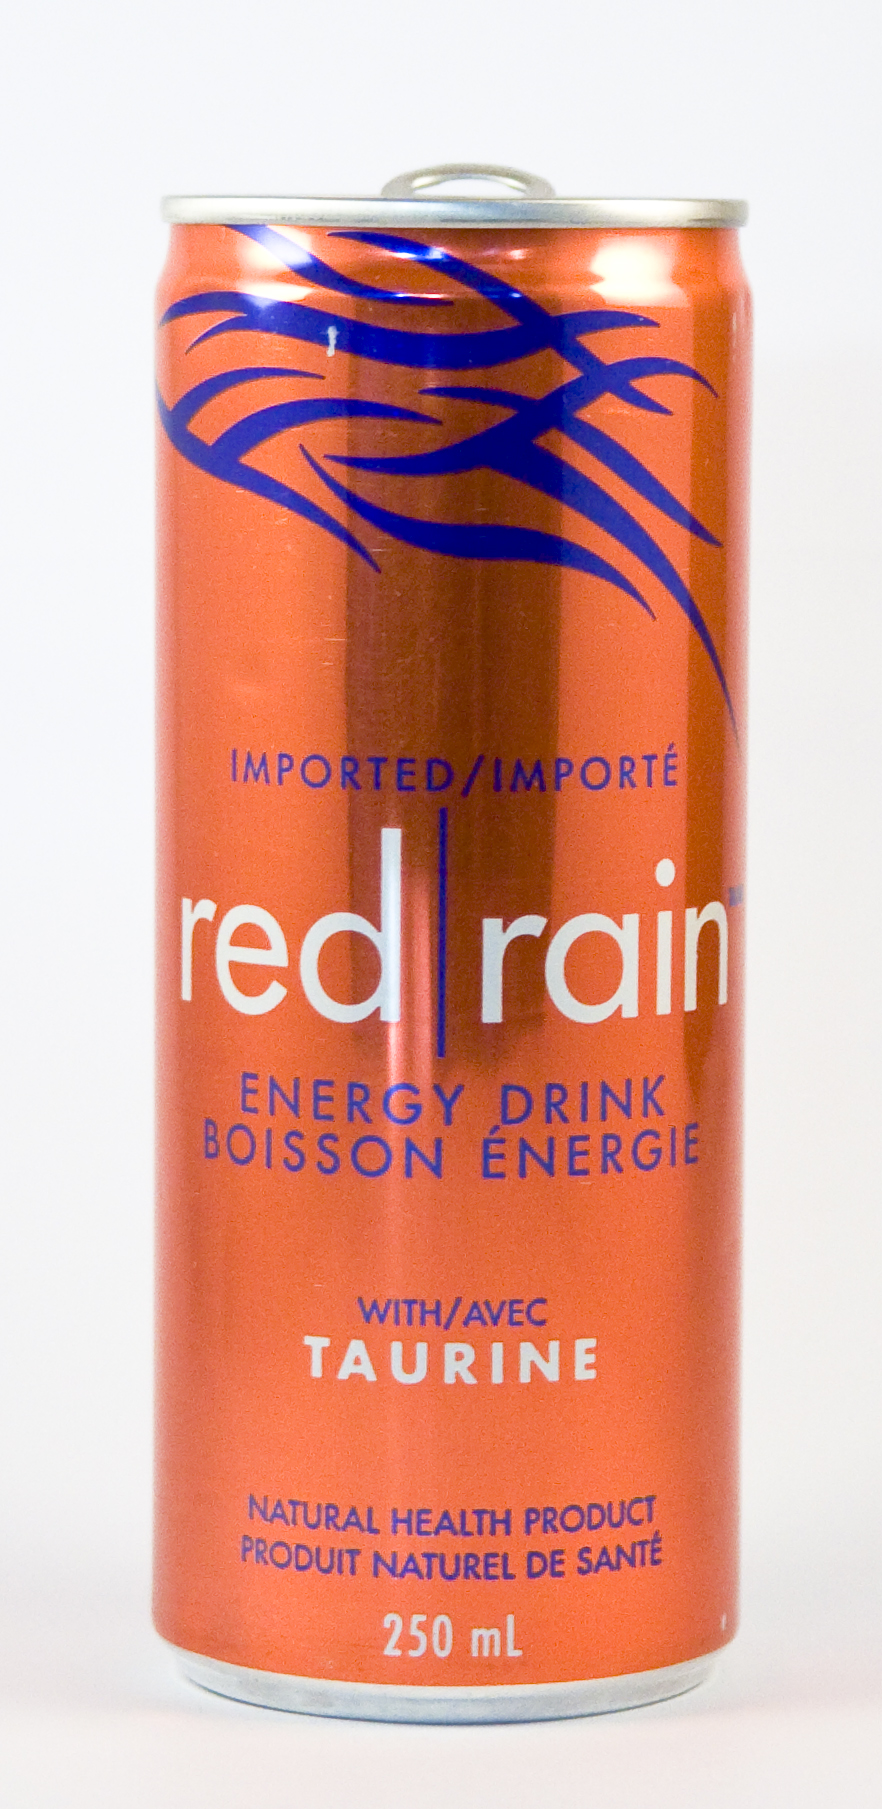 IMPORTED/IMPORTÉ
red|rain
ENERGY DRINK
BOISSON ÉNERGIE
WITH/AVEC
TAURINE
NATURAL HEALTH PRODUCT
PRODUIT NATUREL DE SANTÉ
250 mL